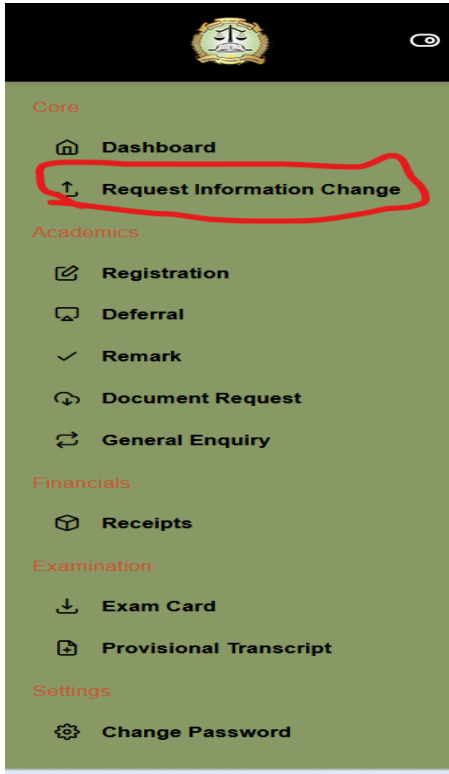 Core
Dashboard
Request Information Change
Academics
Registration
Deferral
Remark
Document Request
General Enquiry
Financials
Receipts
Examination
Exam Card
Provisional Transcript
Settings
Change Password